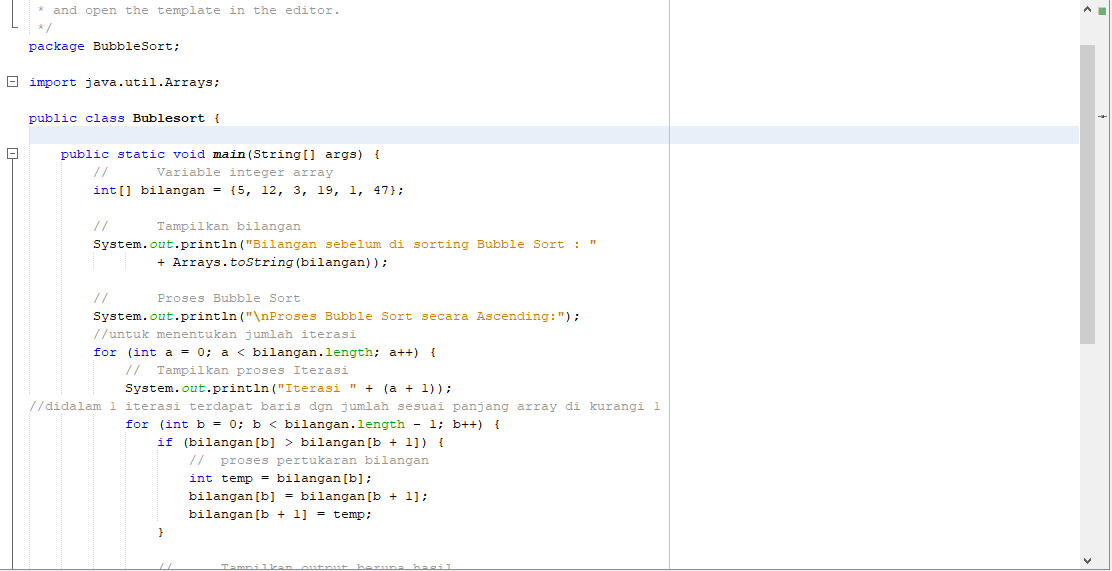 * and open the template in the editor.
 */
package BubbleSort;

import java.util.Arrays;

public class Bublesort {

    public static void main(String[] args) {
        //      Variable integer array
        int[] bilangan = {5, 12, 3, 19, 1, 47};

        //      Tampilkan bilangan
        System.out.println("Bilangan sebelum di sorting Bubble Sort : "
                + Arrays.toString(bilangan));

        //      Proses Bubble Sort
        System.out.println("\nProses Bubble Sort secara Ascending:");
        //untuk menentukan jumlah iterasi
        for (int a = 0; a < bilangan.length; a++) {
            //  Tampilkan proses Iterasi
            System.out.println("Iterasi " + (a + 1));
//didalam 1 iterasi terdapat baris dgn jumlah sesuai panjang array di kurangi 1
            for (int b = 0; b < bilangan.length - 1; b++) {
                if (bilangan[b] > bilangan[b + 1]) {
                    //  proses pertukaran bilangan
                    int temp = bilangan[b];
                    bilangan[b] = bilangan[b + 1];
                    bilangan[b + 1] = temp;
                }

                //      Tampilkan output berupa hasil